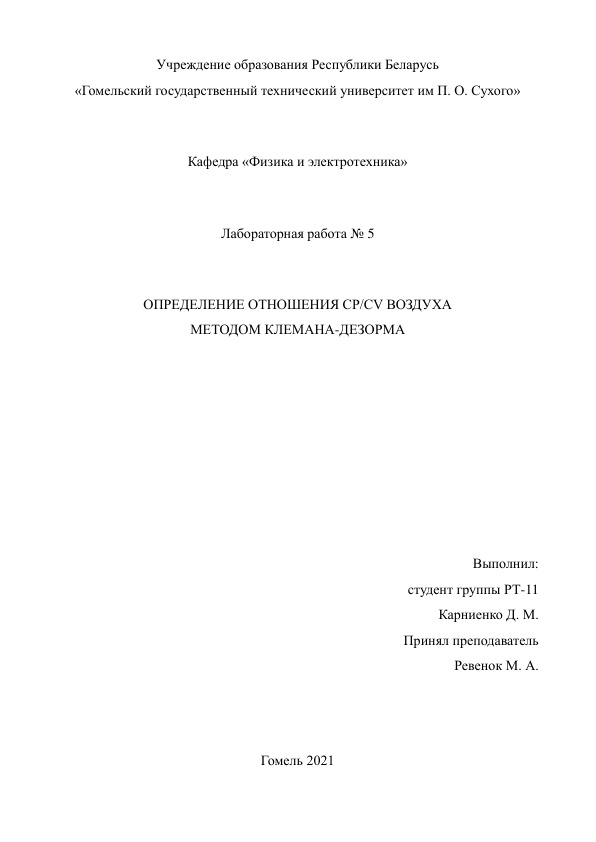 Учреждение образования Республики Беларусь
«Гомельский государственный технический университет им П. О. Сухого»
Кафедра «Физика и электротехника»
Лабораторная работа № 5
ОПРЕДЕЛЕНИЕ ОТНОШЕНИЯ CP/CV ВОЗДУХА
МЕТОДОМ КЛЕМАНА-ДЕЗОРМА
Выполнил:
студент группы РТ-11
Карниенко Д. М.
Принял преподаватель
Ревенок М. А.
Гомель 2021